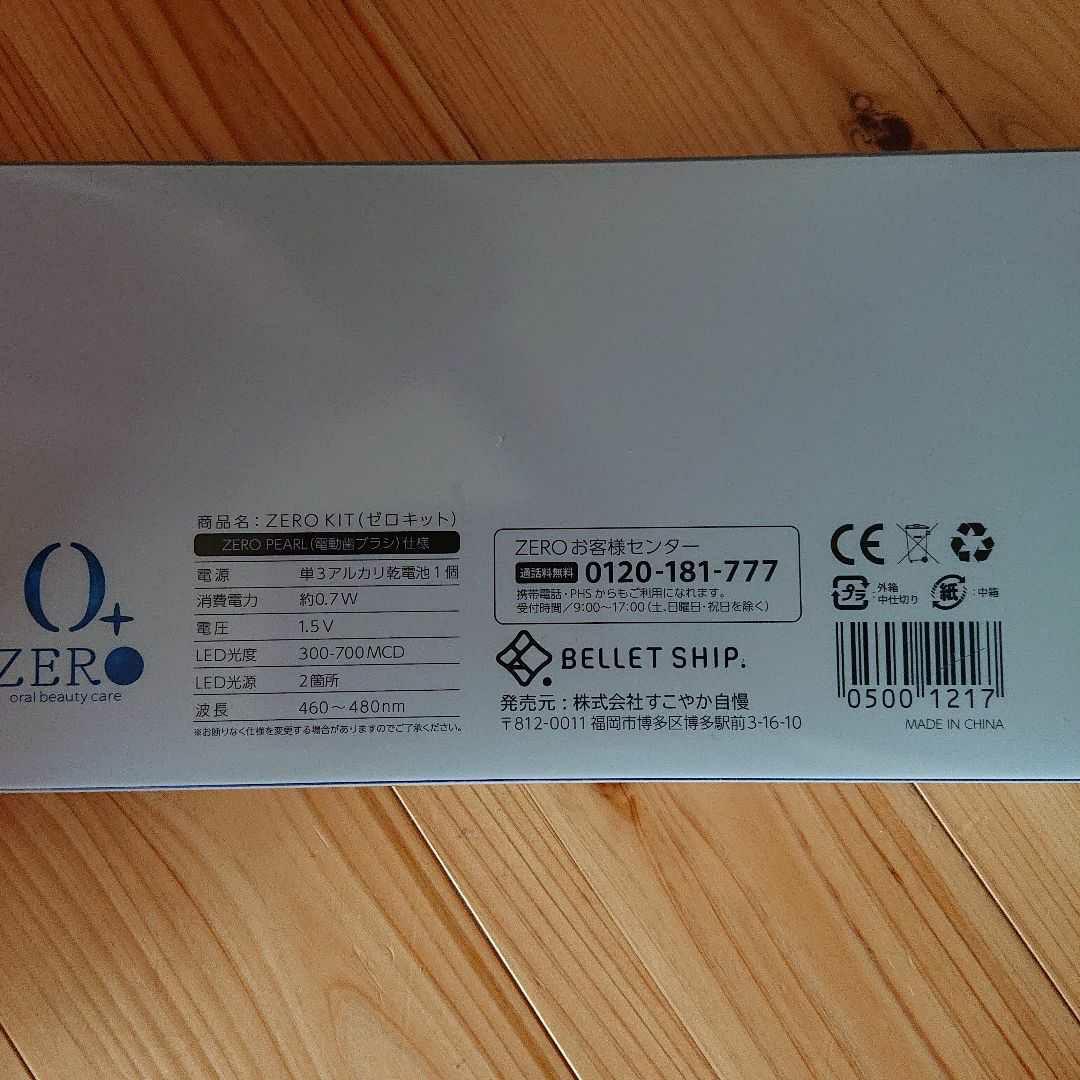 0+
ZERO
oral beauty care
商品名：ZERO KIT（ゼロキット）
ZERO PEARL（電動歯ブラシ）仕様
電源 単3アルカリ乾電池1個
消費電力 約0.7W
電圧 1.5V
LED光度 300-700MCD
LED光源 2箇所
波長 460～480nm
※お断りなく仕様を変更する場合がありますのでご了承ください。
ZEROお客様センター
通話料無料 0120-181-777
携帯電話・PHSからもご利用になれます。
受付時間／9:00～17:00（土、日曜日・祝日を除く）
BELLET SHIP.
発売元：株式会社すこやか自慢
〒812-0011 福岡市博多区博多駅前3-16-10
CE
プラ ：外箱
：中仕切り
紙 ：中箱
0500 1217
MADE IN CHINA